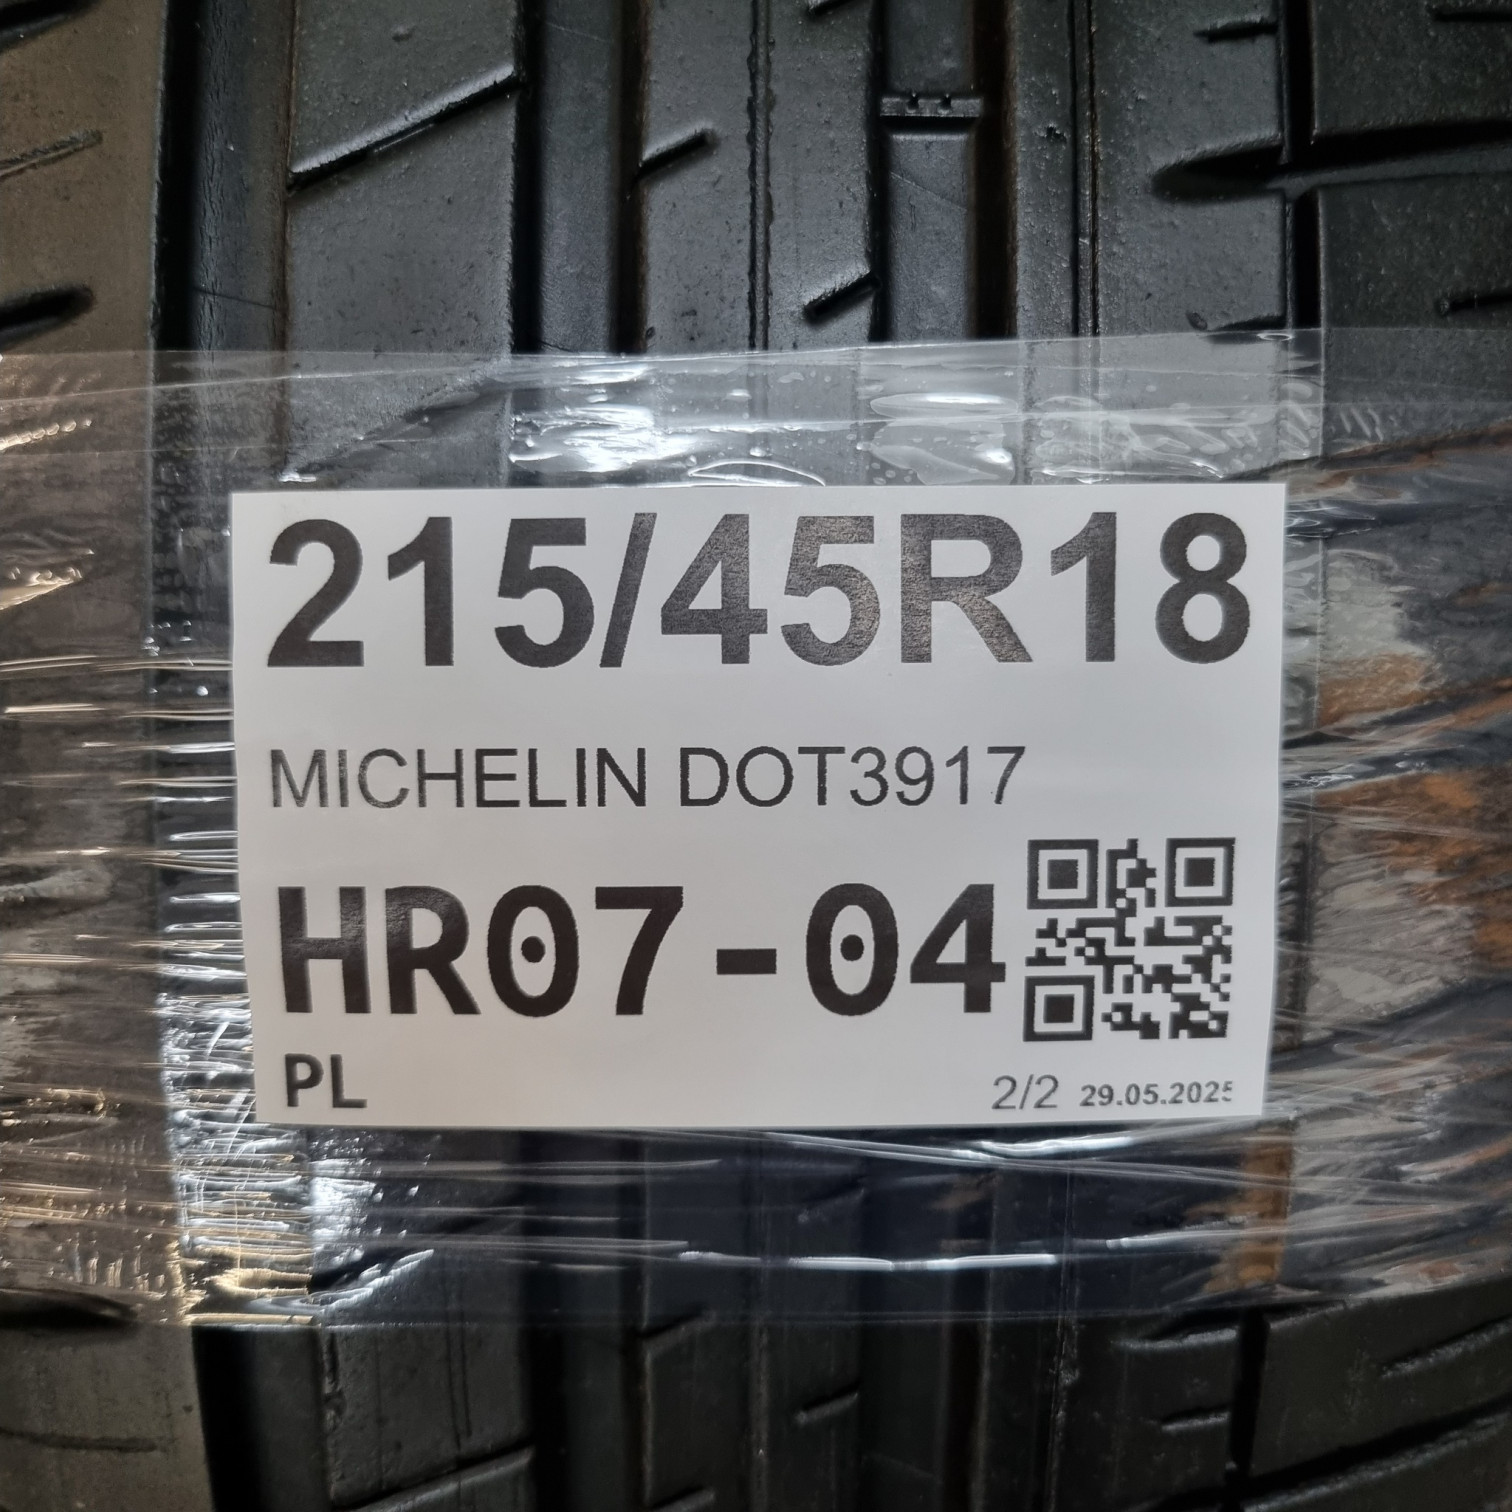 215/45R18
MICHELIN DOT3917
HR07-04
PL
2/2 29.05.2025